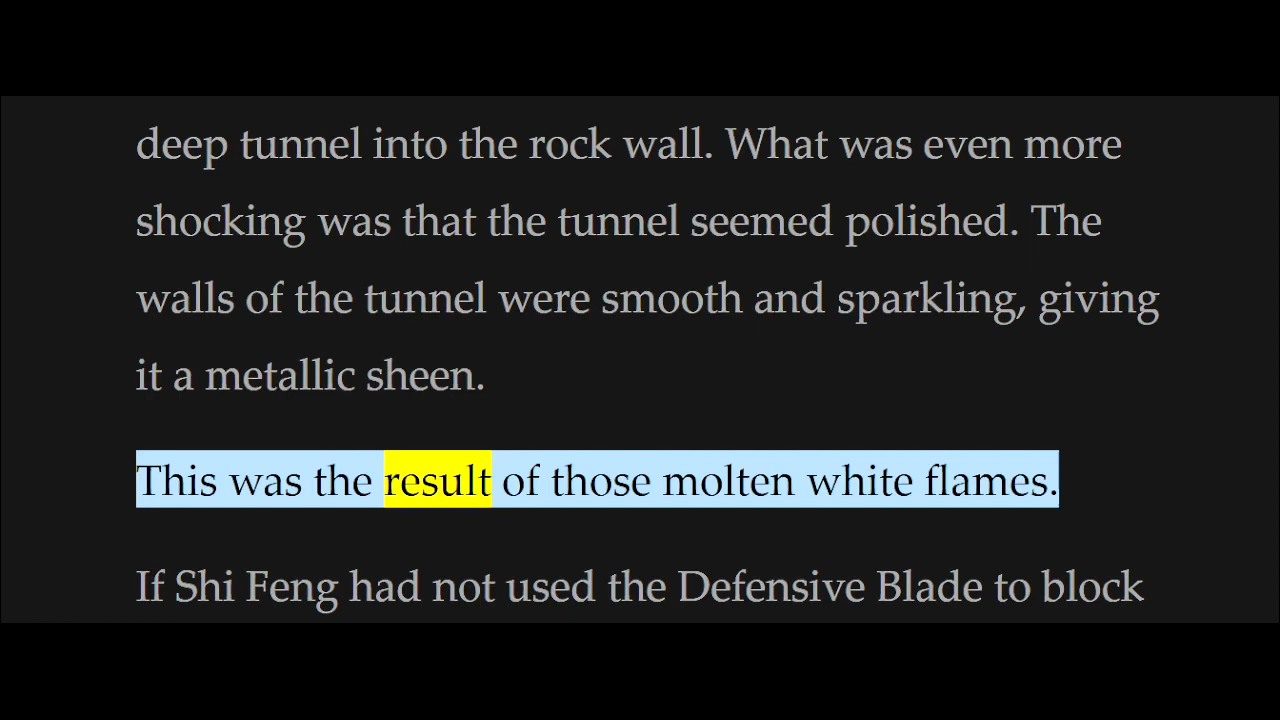 deep tunnel into the rock wall. What was even more
shocking was that the tunnel seemed polished. The
walls of the tunnel were smooth and sparkling, giving
it a metallic sheen.
This was the result of those molten white flames.
If Shi Feng had not used the Defensive Blade to block